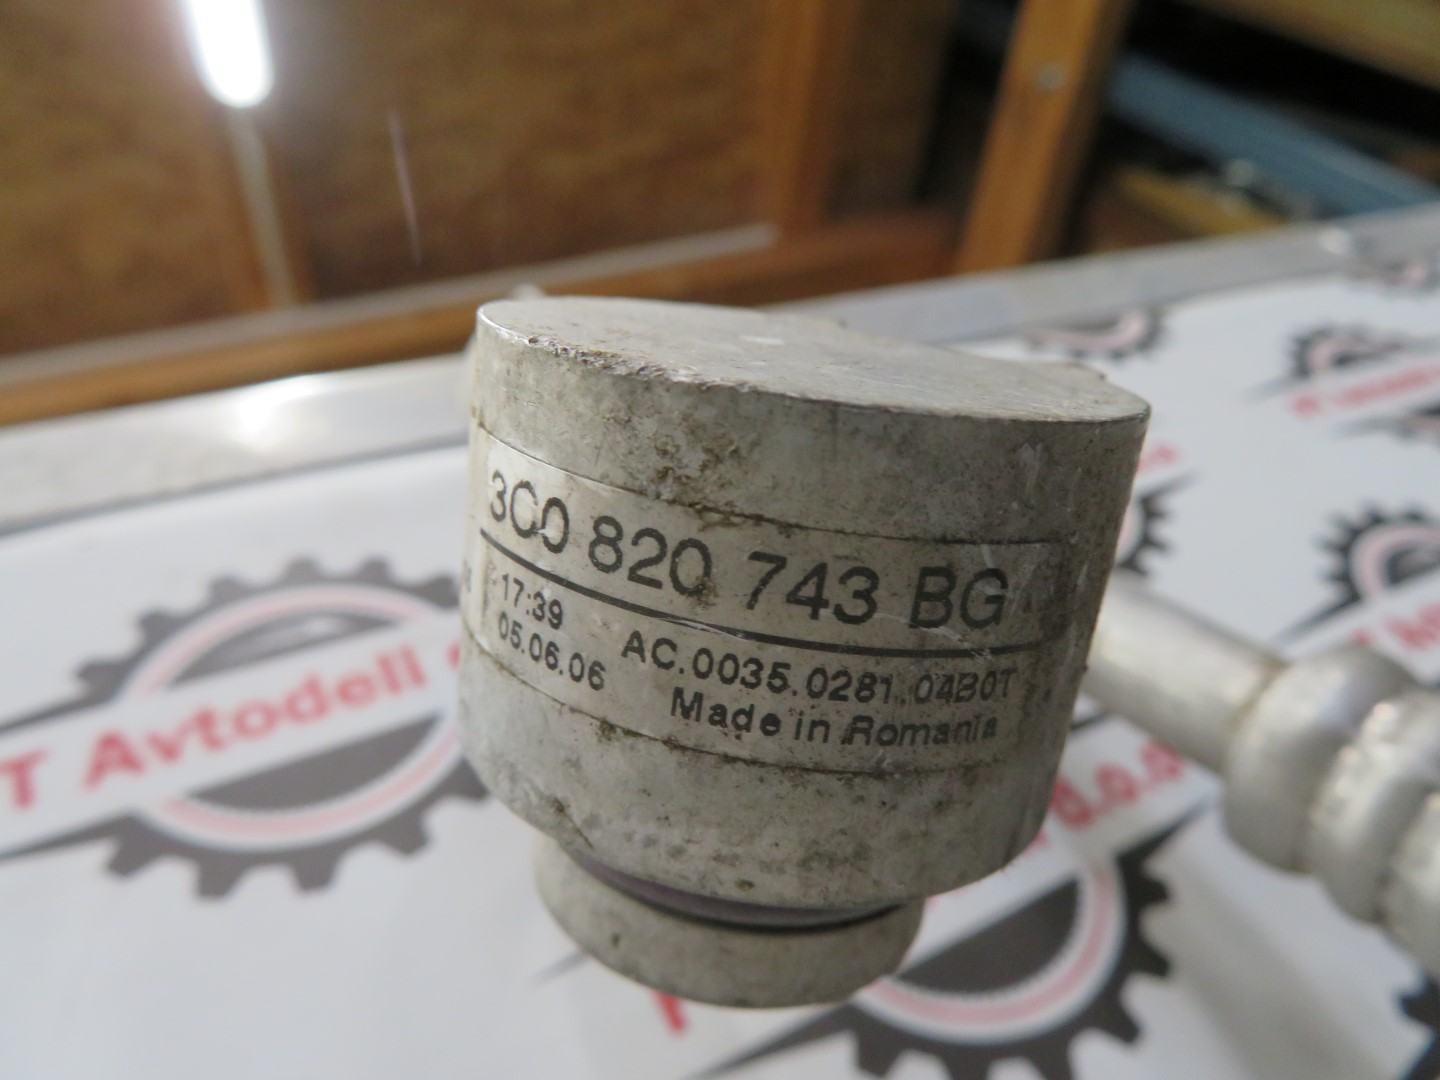 3C0 820 743 BG
17:39
05.06.06
AC.0035.0281.04B0T
Made in Romania
T Avtodeli